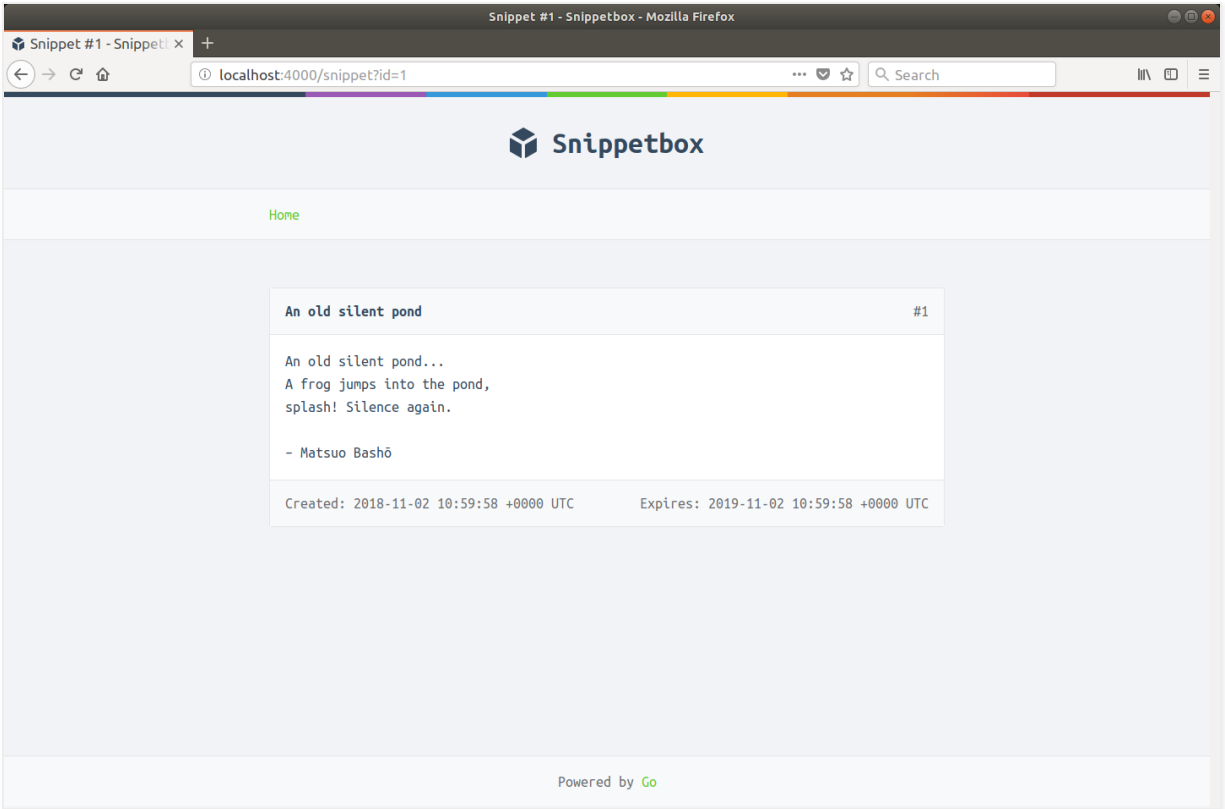 Snippet #1 - Snippetbox - Mozilla Firefox
Snippet #1 - Snippetb
localhost:4000/snippet?id=1
Search
Snippetbox
Home
An old silent pond #1
An old silent pond...
A frog jumps into the pond,
splash! Silence again.
– Matsuo Bashō
Created: 2018-11-02 10:59:58 +0000 UTC Expires: 2019-11-02 10:59:58 +0000 UTC
Powered by Go